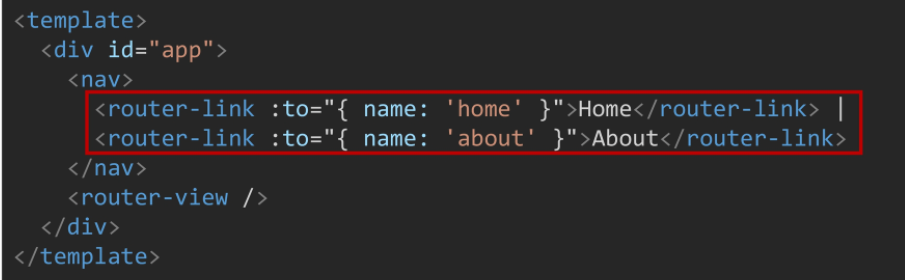 <template>
  <div id="app">
    <nav>
      <router-link :to="{ name: 'home' }">Home</router-link> |
      <router-link :to="{ name: 'about' }">About</router-link>
    </nav>
    <router-view />
  </div>
</template>